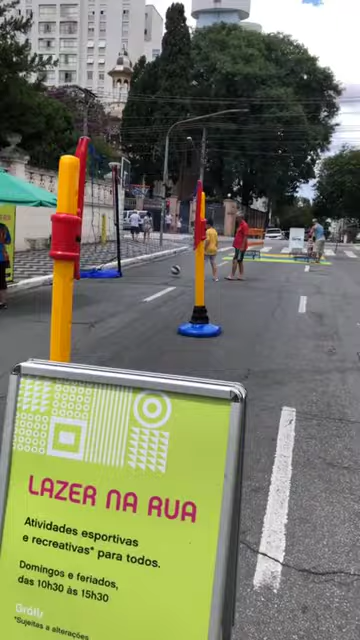 LAZER NA RUA
Atividades esportivas
e recreativas* para todos.
Domingos e feriados,
das 10h30 às 15h30
Grátis
*Sujeitas a alterações